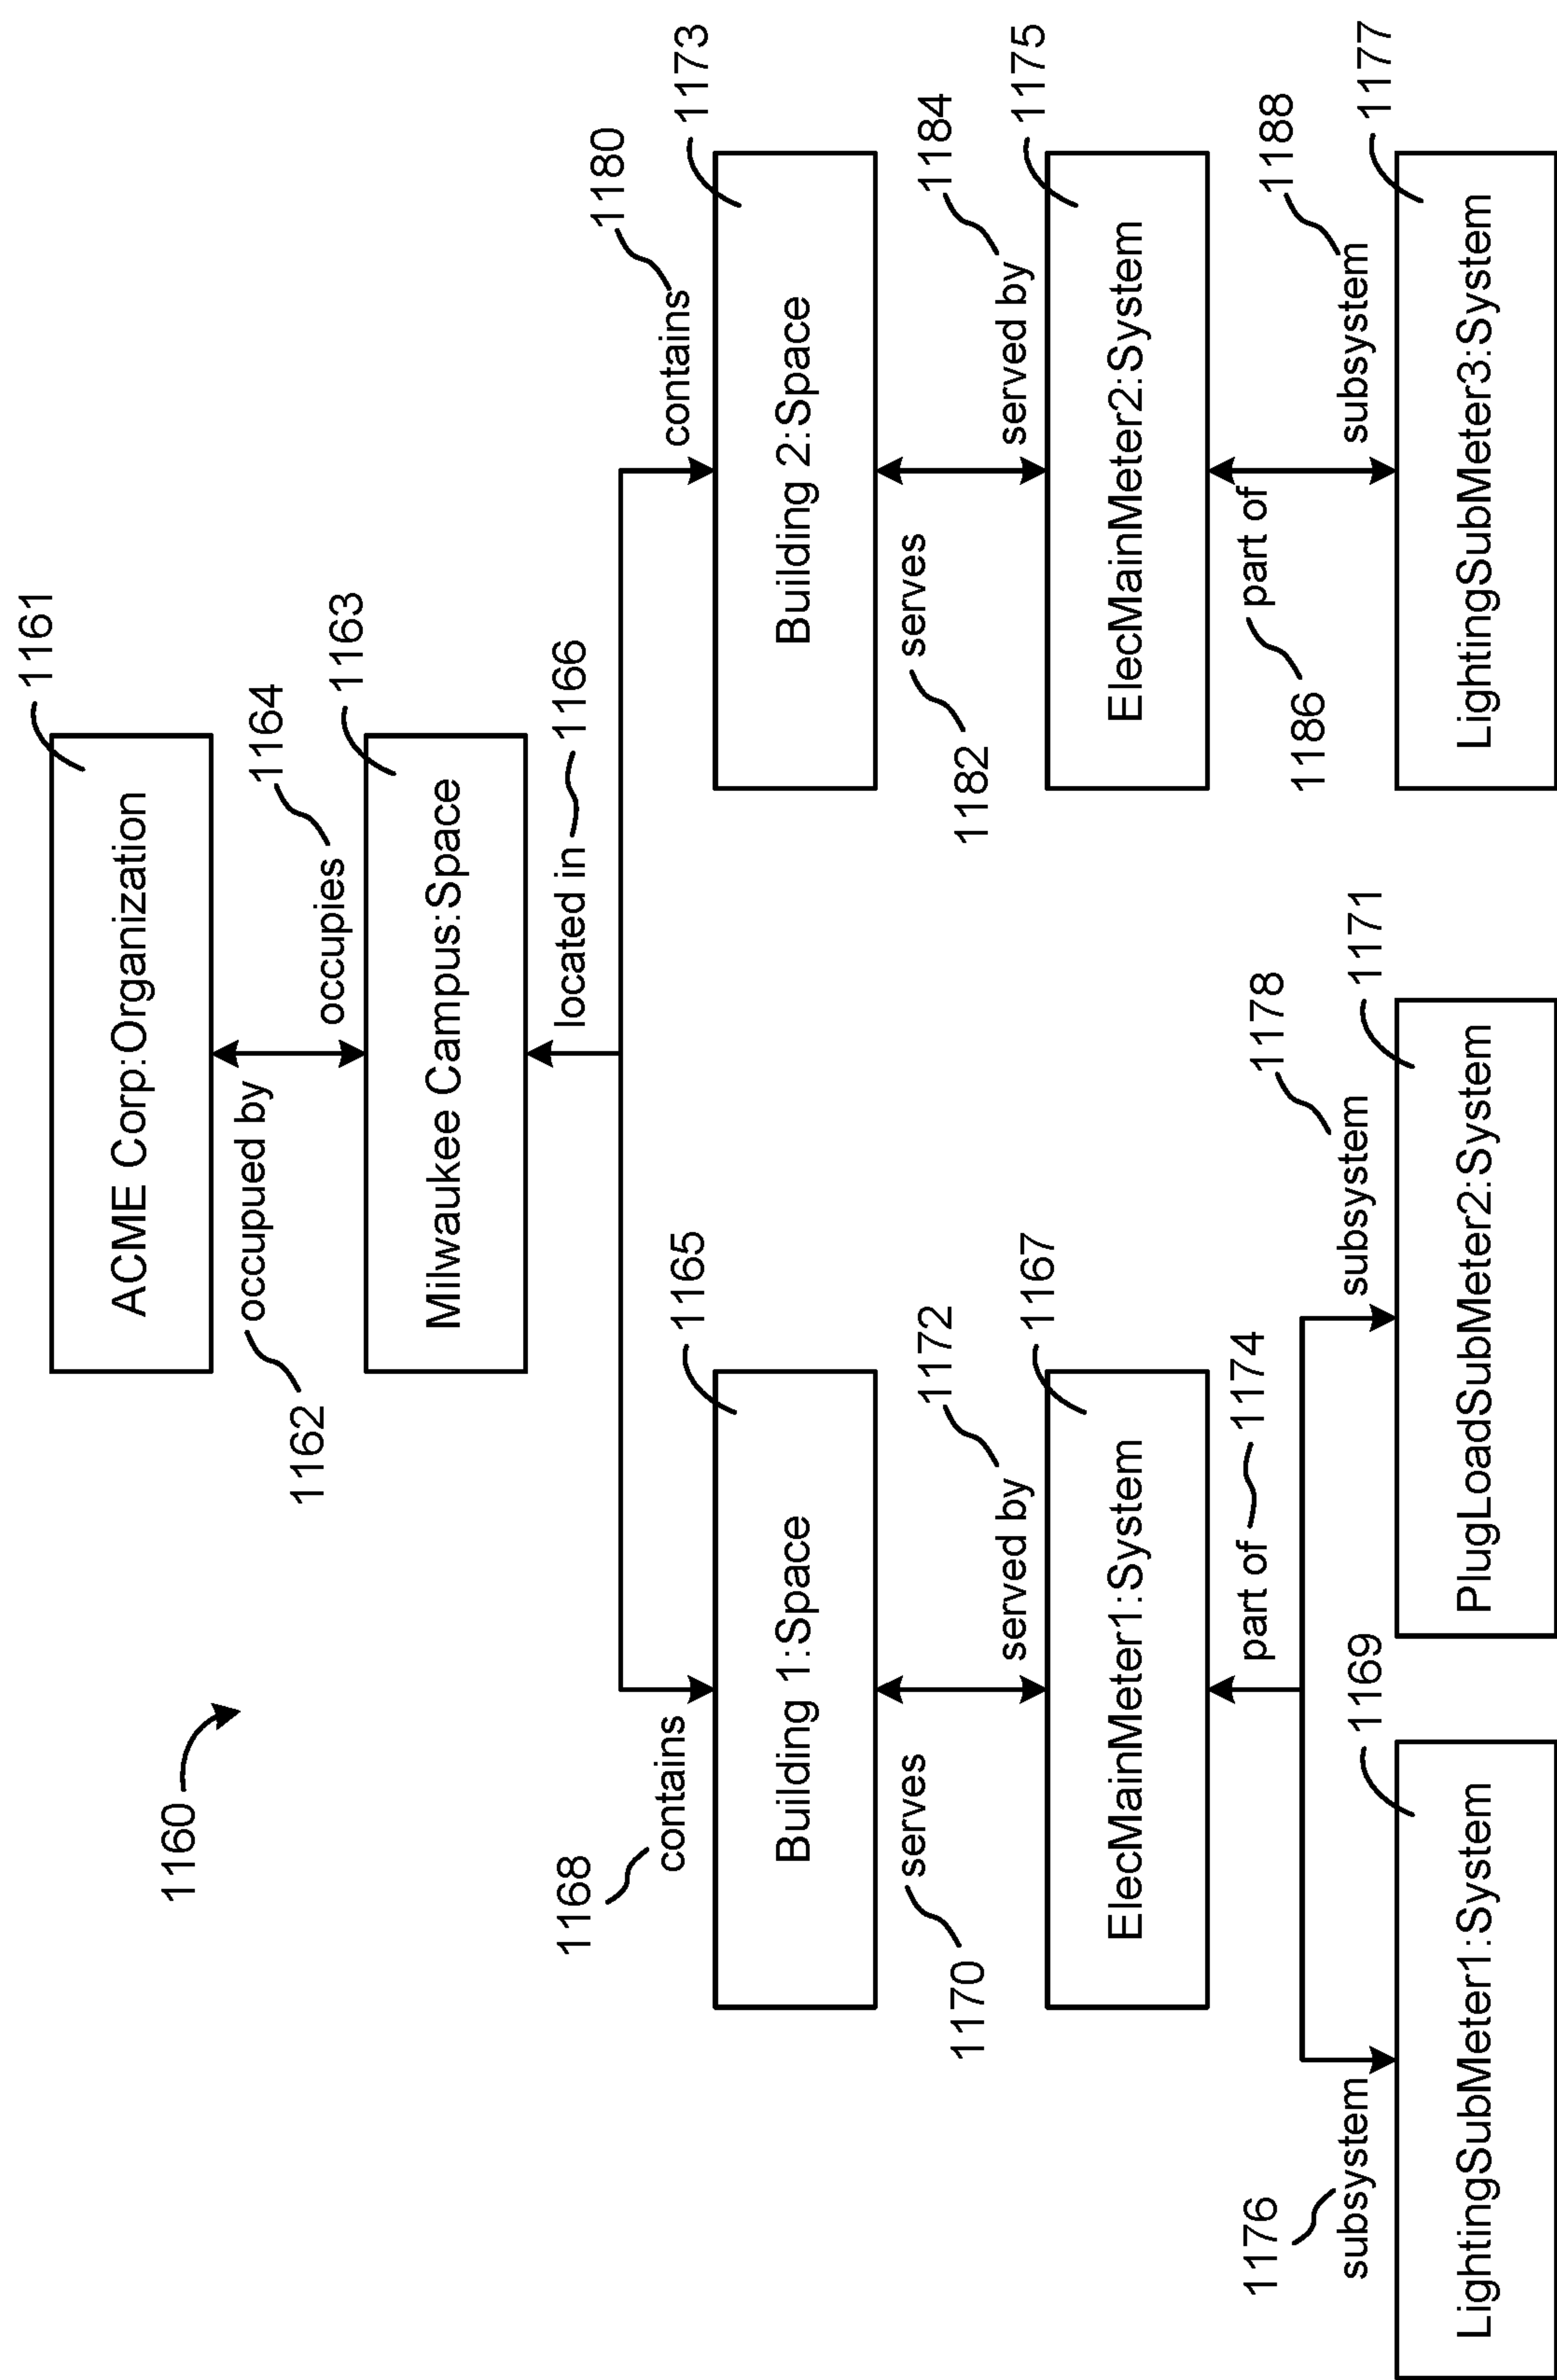 1160
ACME Corp:Organization
1161
1162
occupued by
occupies
1164
Milwaukee Campus:Space
1163
located in
1166
1168
contains
contains
1180
Building 1:Space
1165
Building 2:Space
1173
1170
serves
served by
1172
1182
serves
served by
1184
ElecMainMeter1:System
1167
ElecMainMeter2:System
1175
part of
1174
1186
part of
1176
subsystem
subsystem
1178
subsystem
1188
LightingSubMeter1:System
1169
PlugLoadSubMeter2:System
1171
LightingSubMeter3:System
1177